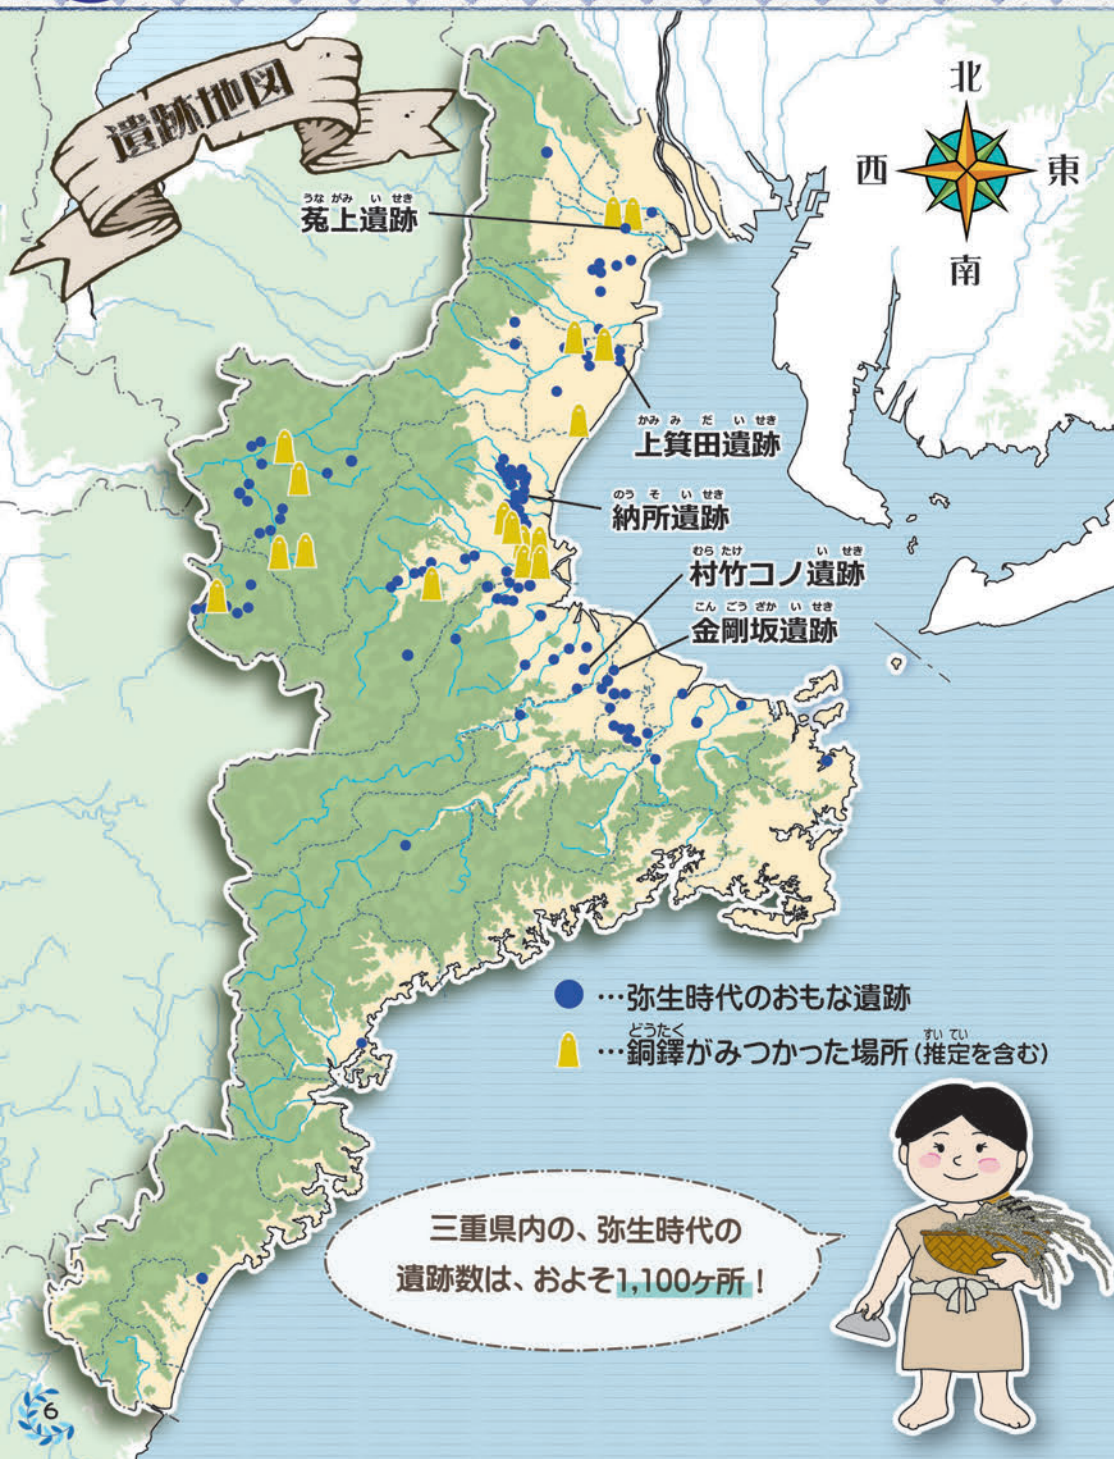 遺跡地図
北
西
東
南
うながみいせき
菟上遺跡
かみみだいせき
上箕田遺跡
のうそいせき
納所遺跡
むらたけ いせき
村竹コノ遺跡
こんごうざかいせき
金剛坂遺跡
…弥生時代のおもな遺跡
どうたく すいてい
…銅鐸がみつかった場所(推定を含む)
三重県内の、弥生時代の
遺跡数は、およそ1,100ヶ所!
6